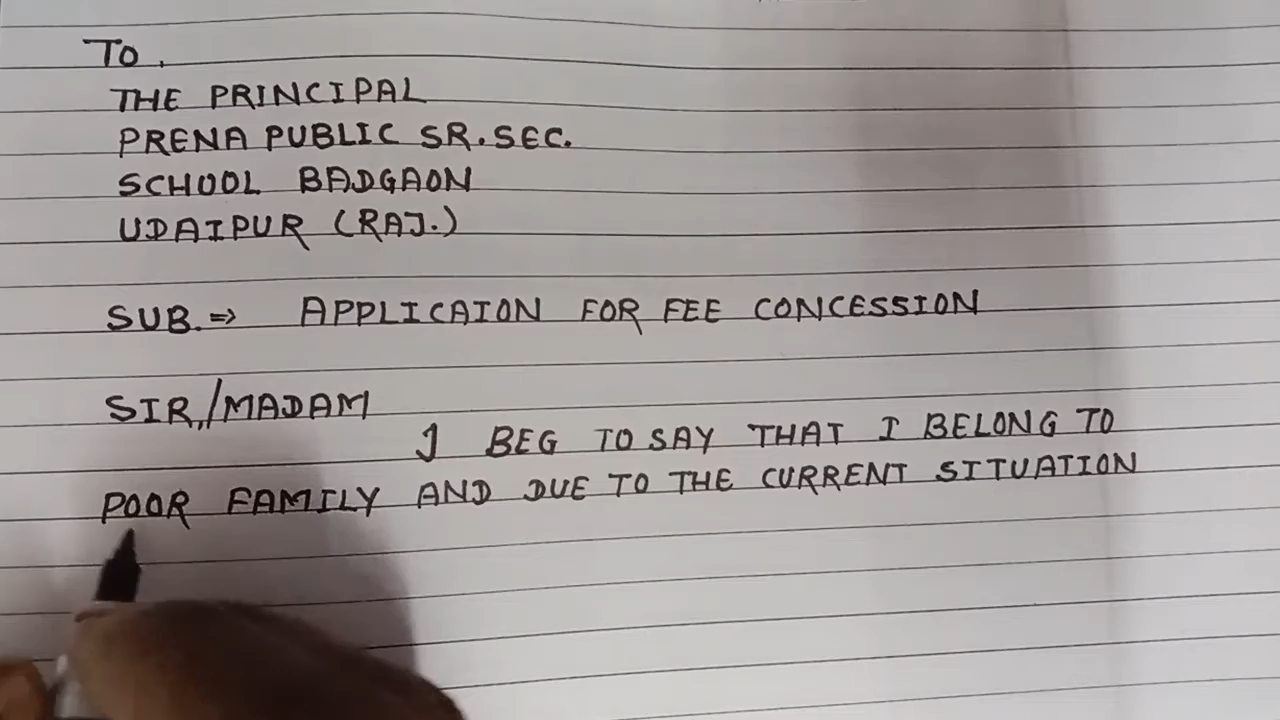 TO,
THE PRINCIPAL
PRENA PUBLIC SR.SEC.
SCHOOL BADGAON
UDAIPUR (RAJ.)
SUB.⇒ APPLICAION FOR FEE CONCESSION
SIR,/MADAM
I BEG TO SAY THAT I BELONG TO
POOR FAMILY AND DUE TO THE CURRENT SITUATION